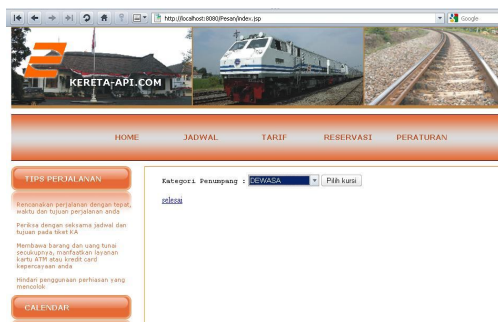 http://localhost:8080/Pesan/index.jsp
Google
KERETA-API.COM
HOME JADWAL TARIF RESERVASI PERATURAN
TIPS PERJALANAN
Rencanakan perjalanan dengan tepat,
waktu dan tujuan perjalanan anda
Periksa dengan seksama jadwal dan
tujuan pada tiket KA
Membawa barang dan uang tunai
secukupnya, manfaatkan layanan
kartu ATM atau kredit card
kepercayaan anda
Hindari penggunaan perhiasan yang
mencolok
CALENDAR
Kategori Penumpang : DEWASA Pilih kursi
selesai